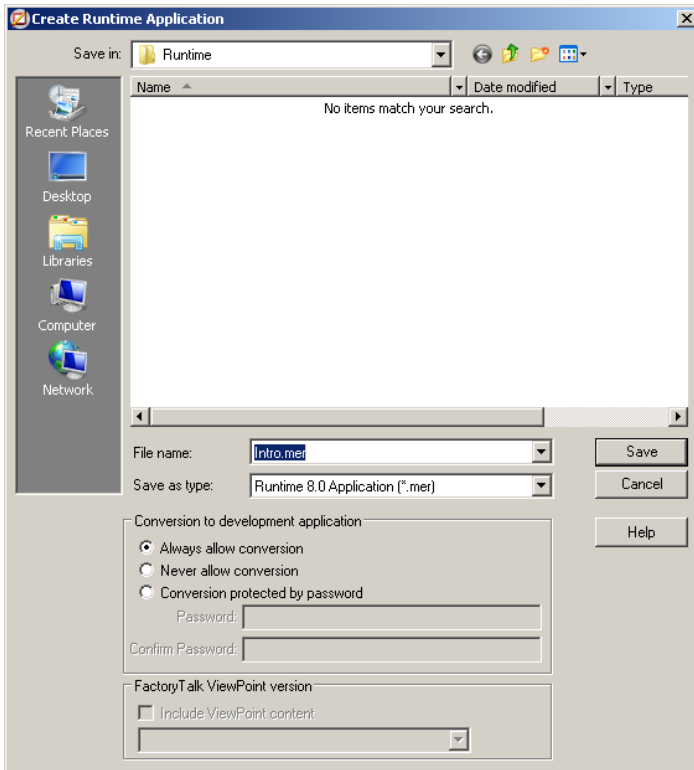 Create Runtime Application
Save in: Runtime
Name Date modified Type
No items match your search.
Recent Places
Desktop
Libraries
Computer
Network
File name: Intro.mer Save
Save as type: Runtime 8.0 Application (*.mer) Cancel
Conversion to development application Help
Always allow conversion
Never allow conversion
Conversion protected by password
Password:
Confirm Password:
FactoryTalk ViewPoint version
Include ViewPoint content